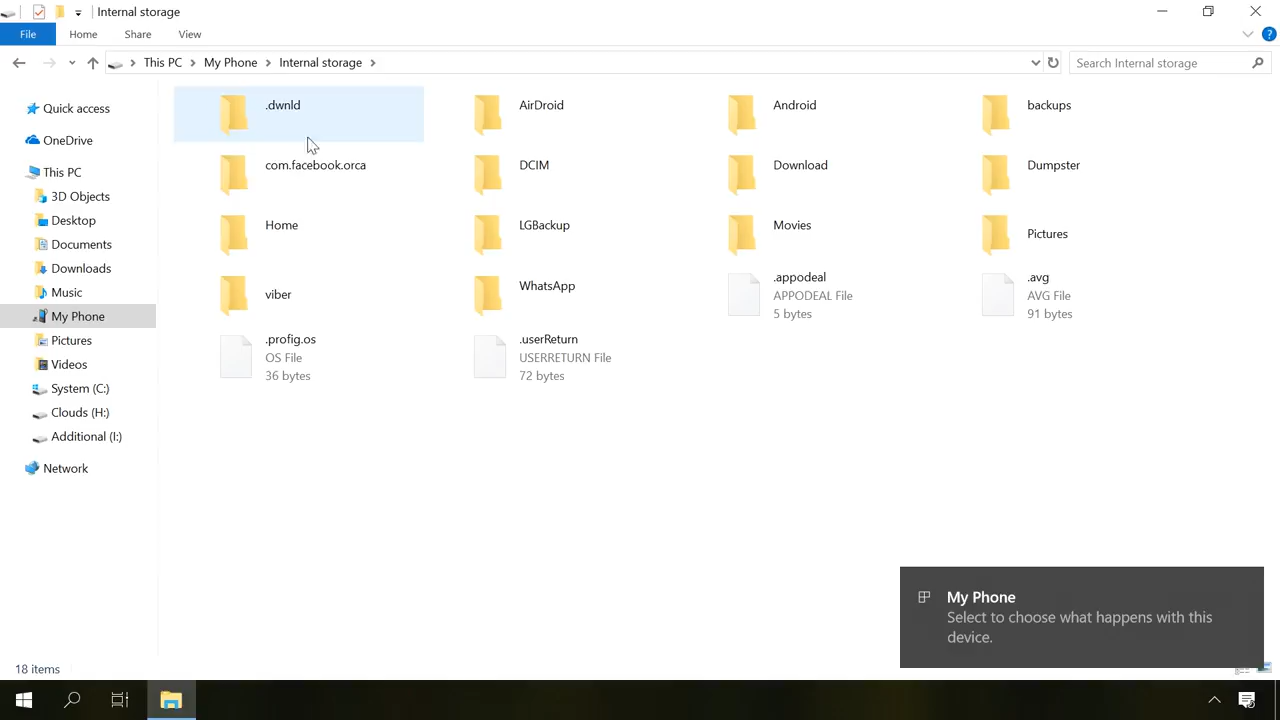 Internal storage
File
Home
Share
View
This PC
My Phone
Internal storage
Search Internal storage
Quick access
OneDrive
This PC
3D Objects
Desktop
Documents
Downloads
Music
My Phone
Pictures
Videos
System (C:)
Clouds (H:)
Additional (I:)
Network
.dwnld
AirDroid
Android
backups
com.facebook.orca
DCIM
Download
Dumpster
Home
LGBackup
Movies
Pictures
viber
WhatsApp
.appodeal
APPODEAL File
5 bytes
.avg
AVG File
91 bytes
.profig.os
OS File
36 bytes
.userReturn
USERRETURN File
72 bytes
My Phone
Select to choose what happens with this
device.
18 items